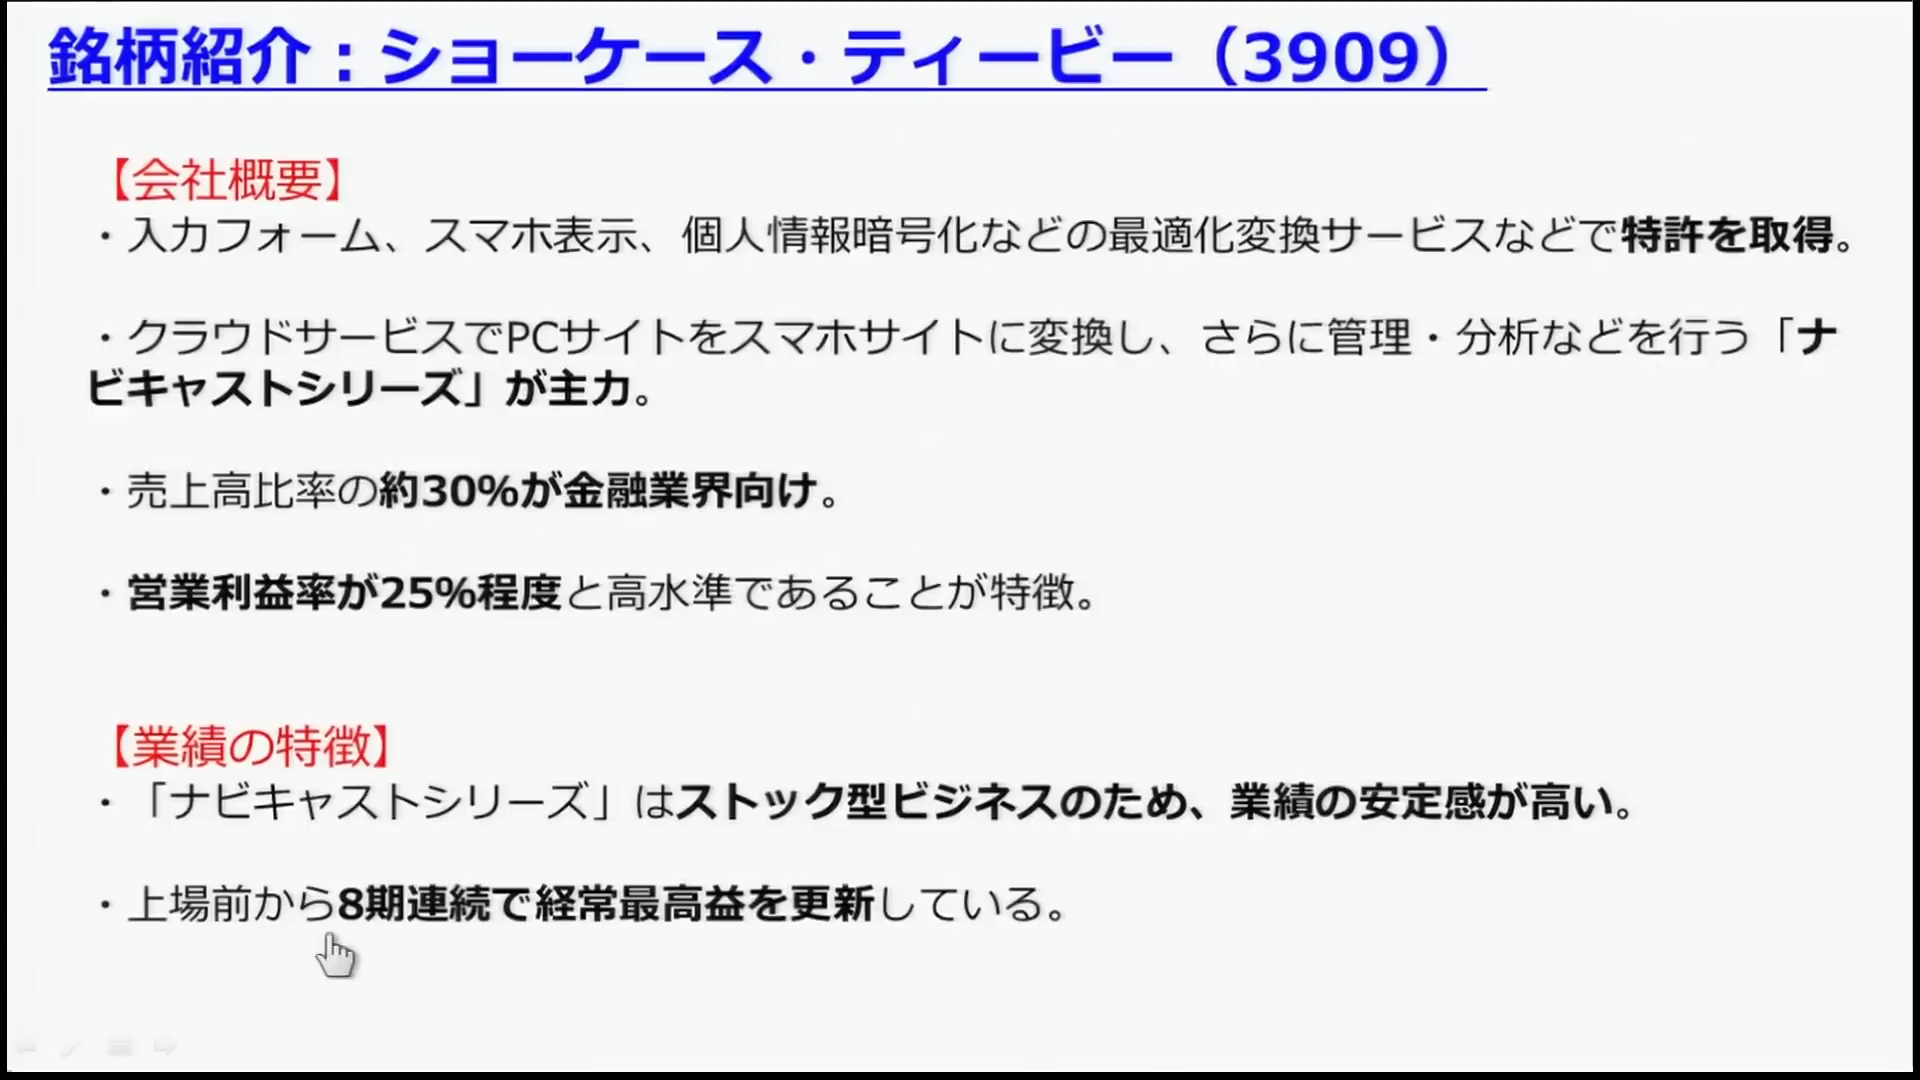 銘柄紹介：ショーケース・ティービー（3909）
【会社概要】
・入力フォーム、スマホ表示、個人情報暗号化などの最適化変換サービスなどで特許を取得。
・クラウドサービスでPCサイトをスマホサイトに変換し、さらに管理・分析などを行う「ナ
ビキャストシリーズ」が主力。
・売上高比率の約30%が金融業界向け。
・営業利益率が25%程度と高水準であることが特徴。
【業績の特徴】
・「ナビキャストシリーズ」はストック型ビジネスのため、業績の安定感が高い。
・上場前から8期連続で経常最高益を更新している。